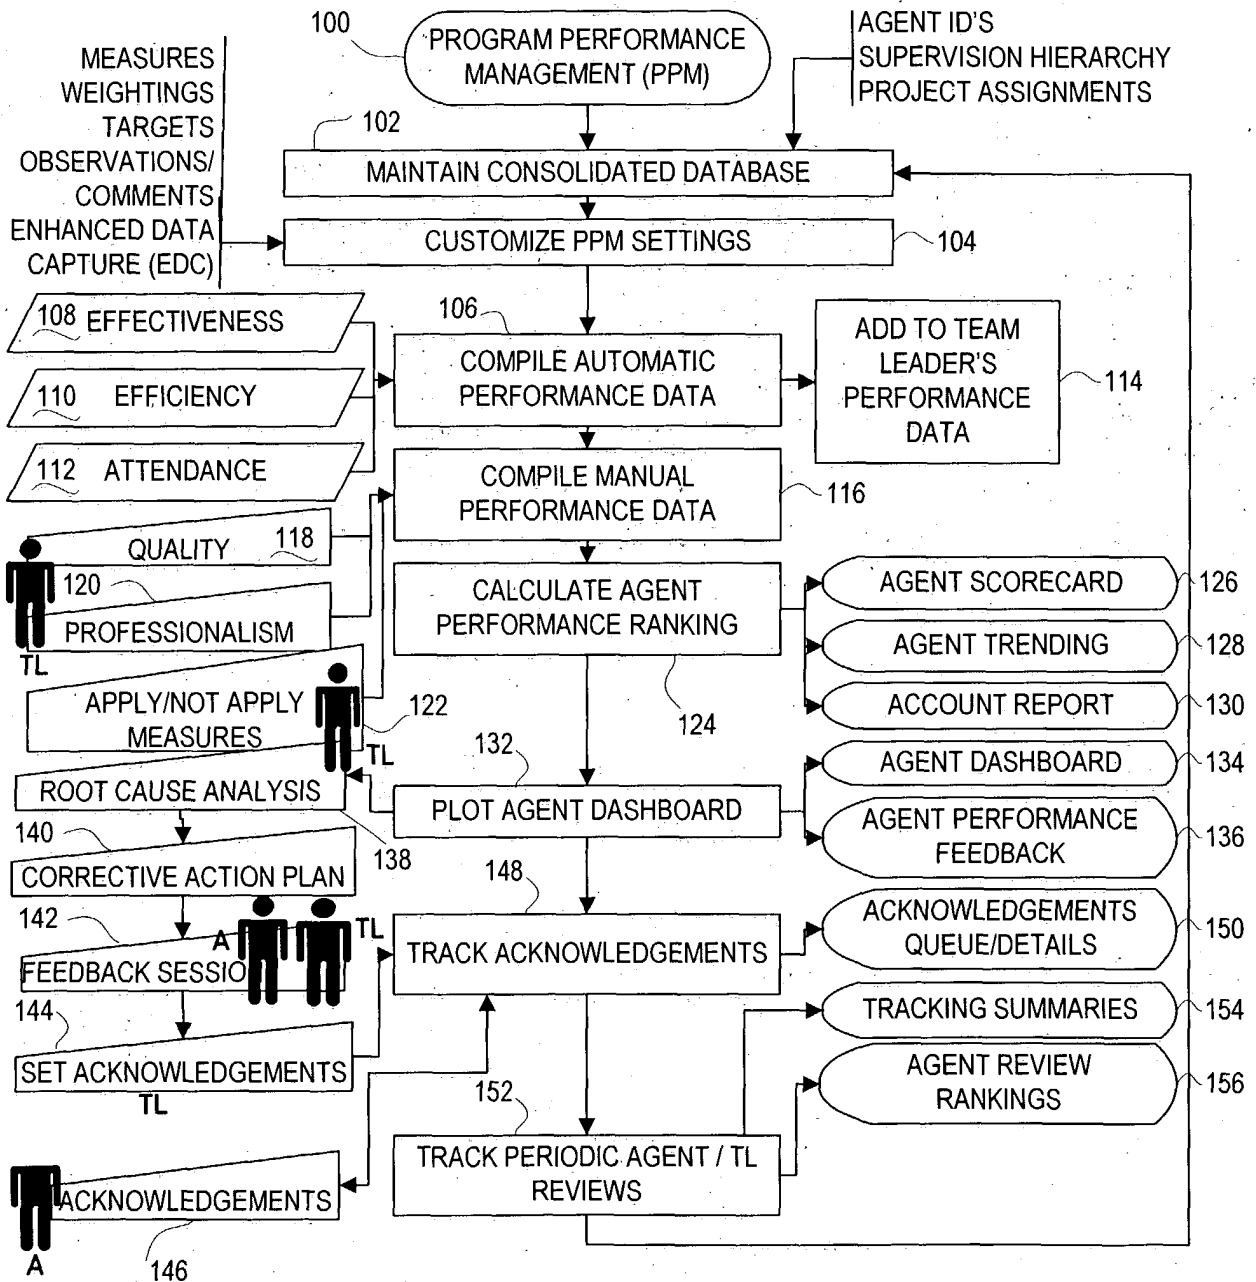 100
PROGRAM PERFORMANCE
MANAGEMENT (PPM)
AGENT ID'S
SUPERVISION HIERARCHY
PROJECT ASSIGNMENTS
MEASURES
WEIGHTINGS
TARGETS
OBSERVATIONS/
COMMENTS
ENHANCED DATA
CAPTURE (EDC)
102
MAINTAIN CONSOLIDATED DATABASE
CUSTOMIZE PPM SETTINGS
104
108
EFFECTIVENESS
110
EFFICIENCY
112
ATTENDANCE
106
COMPILE AUTOMATIC
PERFORMANCE DATA
ADD TO TEAM
LEADER'S
PERFORMANCE
DATA
114
COMPILE MANUAL
PERFORMANCE DATA
116
QUALITY
118
120
PROFESSIONALISM
TL
APPLY/NOT APPLY
MEASURES
122
TL
CALCULATE AGENT
PERFORMANCE RANKING
124
AGENT SCORECARD
126
AGENT TRENDING
128
ACCOUNT REPORT
130
132
PLOT AGENT DASHBOARD
AGENT DASHBOARD
134
AGENT PERFORMANCE
FEEDBACK
136
ROOT CAUSE ANALYSIS
138
140
CORRECTIVE ACTION PLAN
142
A
TL
FEEDBACK SESSIO
144
SET ACKNOWLEDGEMENTS
TL
148
TRACK ACKNOWLEDGEMENTS
ACKNOWLEDGEMENTS
QUEUE/DETAILS
150
TRACKING SUMMARIES
154
AGENT REVIEW
RANKINGS
156
152
TRACK PERIODIC AGENT / TL
REVIEWS
ACKNOWLEDGEMENTS
A
146